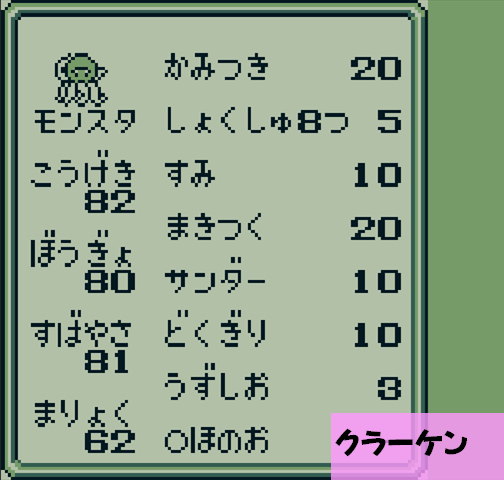 かみつき 20
モンスタ しょくしゅ8つ 5
こうげき すみ 10
82
まきつく 20
ぼうぎょ
80 サンダー 10
すばやさ どくぎり 10
81
うずしお 3
まりょく
62 ○ほのお
クラーケン